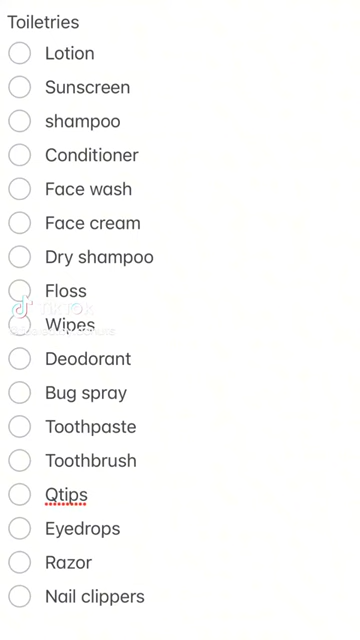 Toiletries
Lotion
Sunscreen
shampoo
Conditioner
Face wash
Face cream
Dry shampoo
Floss
TikTok
Wipes
Deodorant
Bug spray
Toothpaste
Toothbrush
Qtips
Eyedrops
Razor
Nail clippers